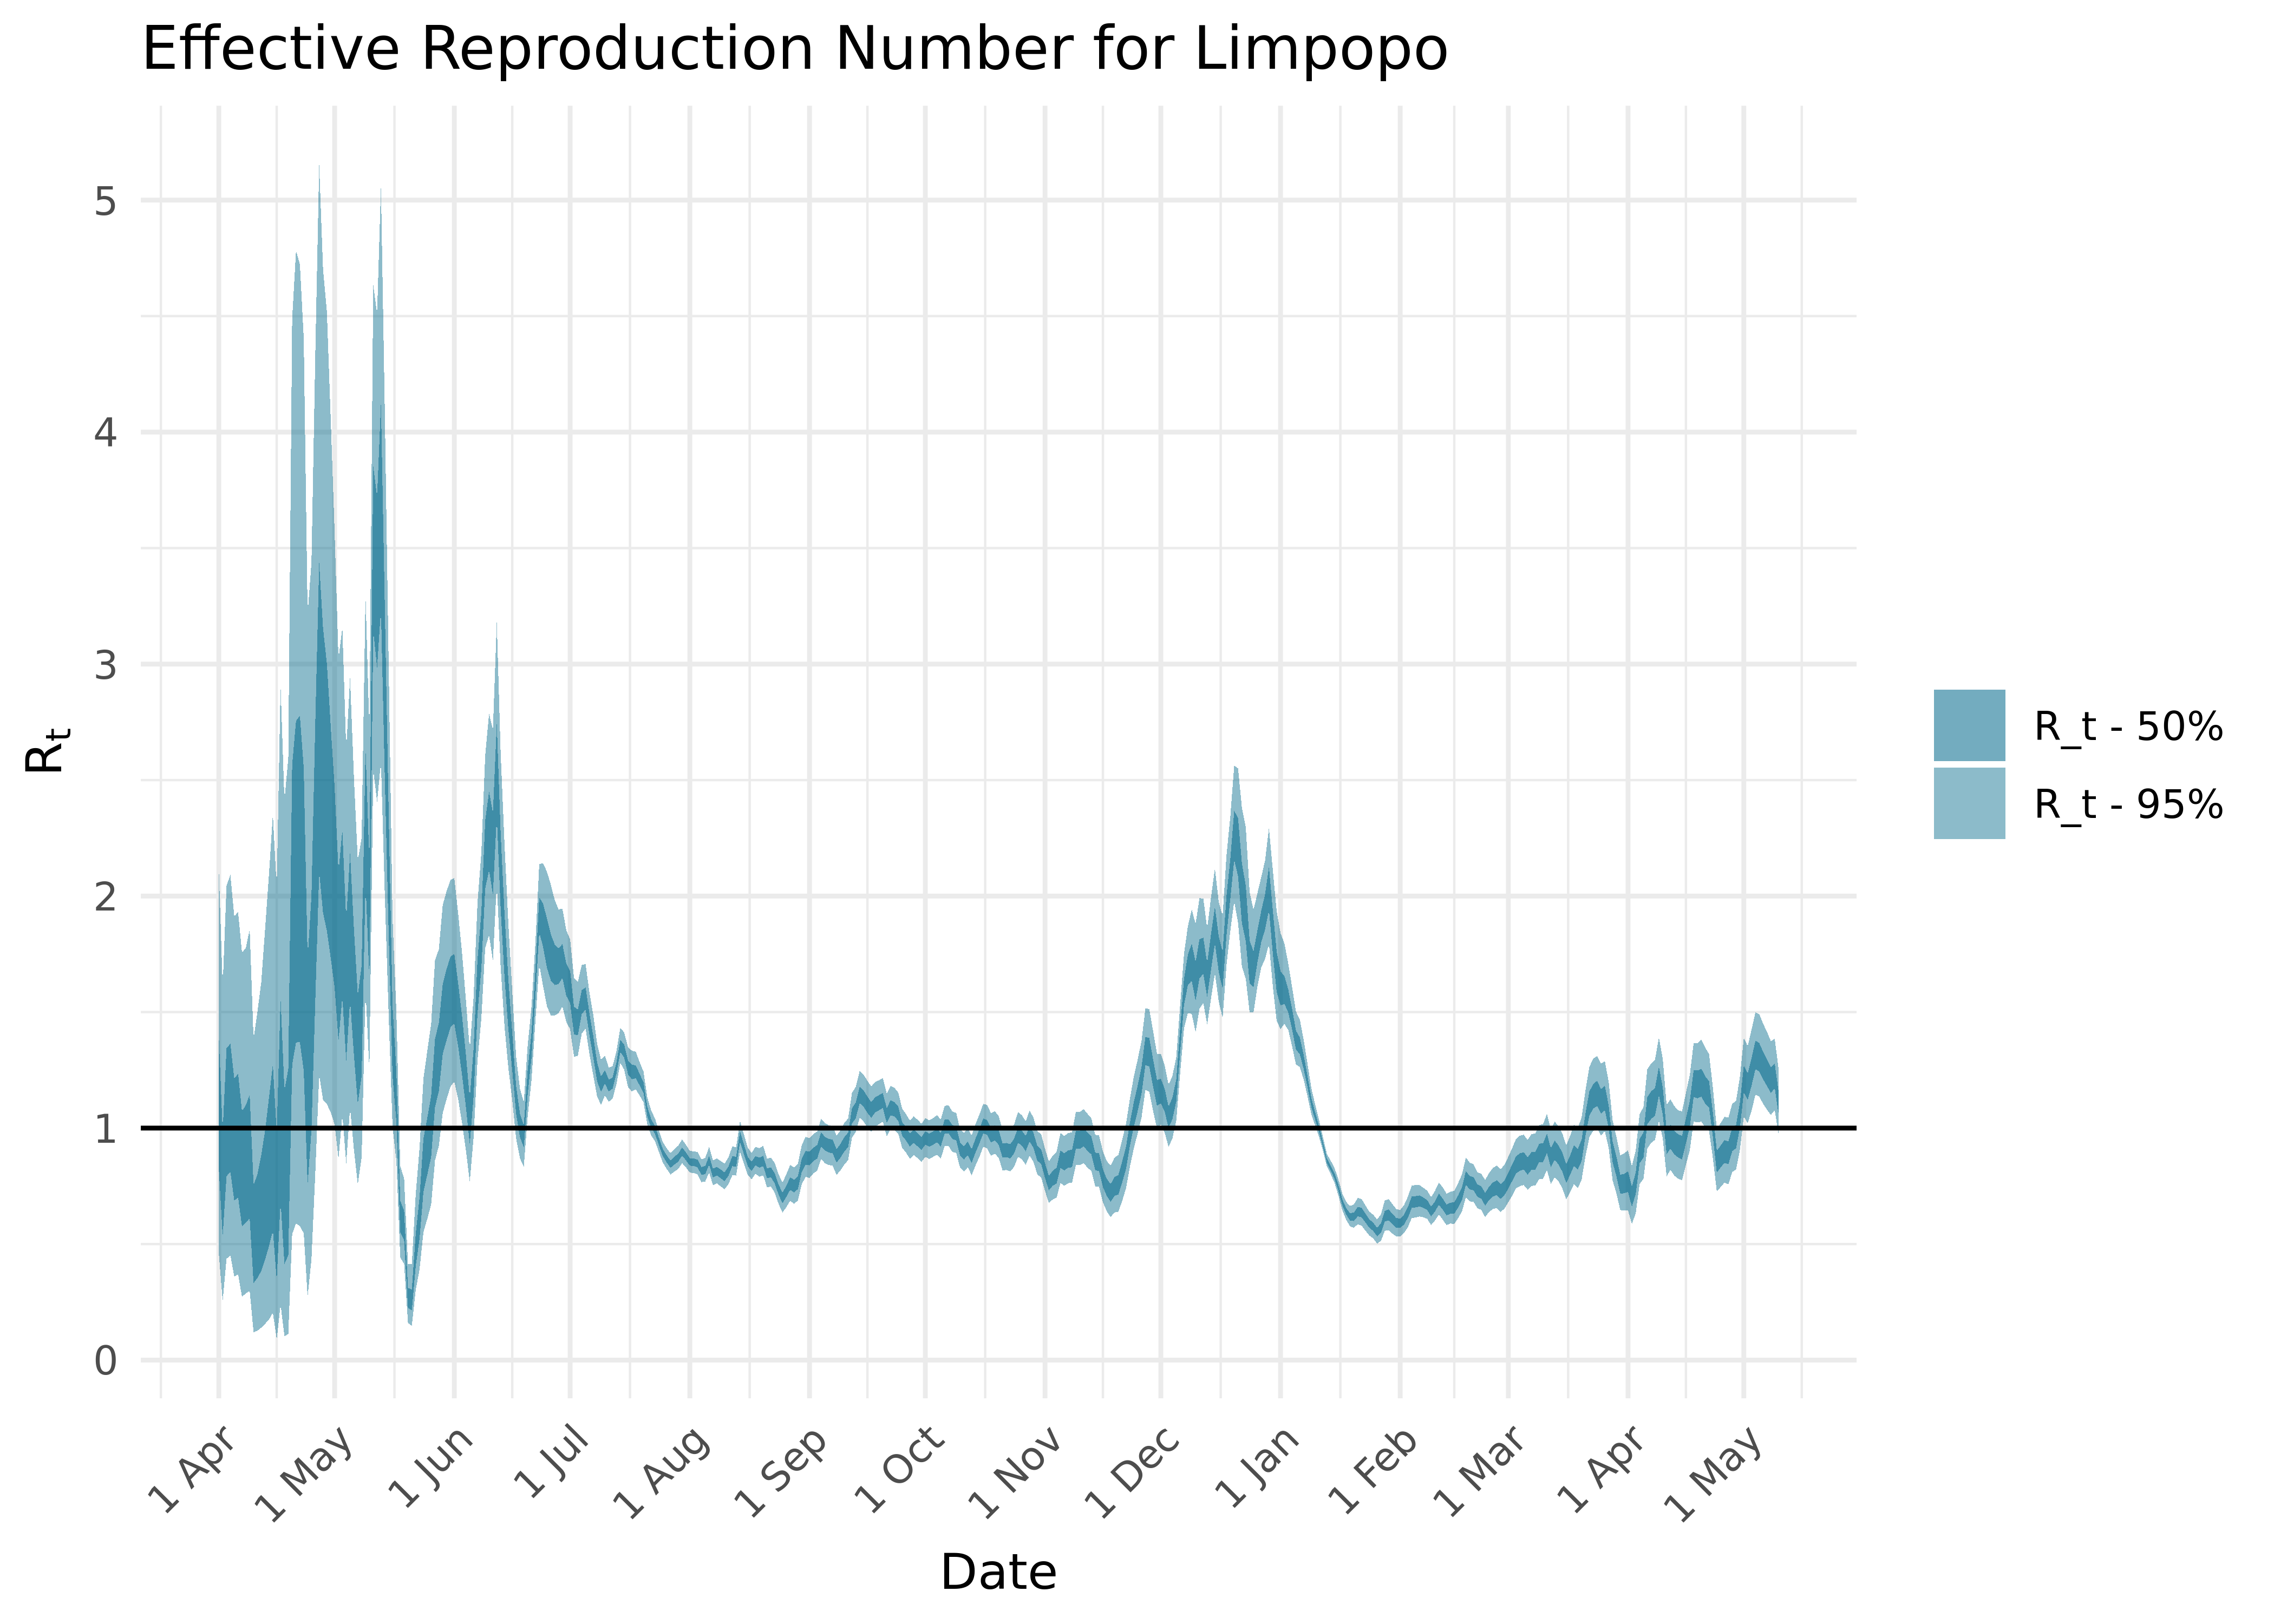 Effective Reproduction Number for Limpopo
5
4
3
2
1
0
Rt
1 Apr
1 May
1 Jun
1 Jul
1 Aug
1 Sep
1 Oct
1 Nov
1 Dec
1 Jan
1 Feb
1 Mar
1 Apr
1 May
Date
R_t - 50%
R_t - 95%